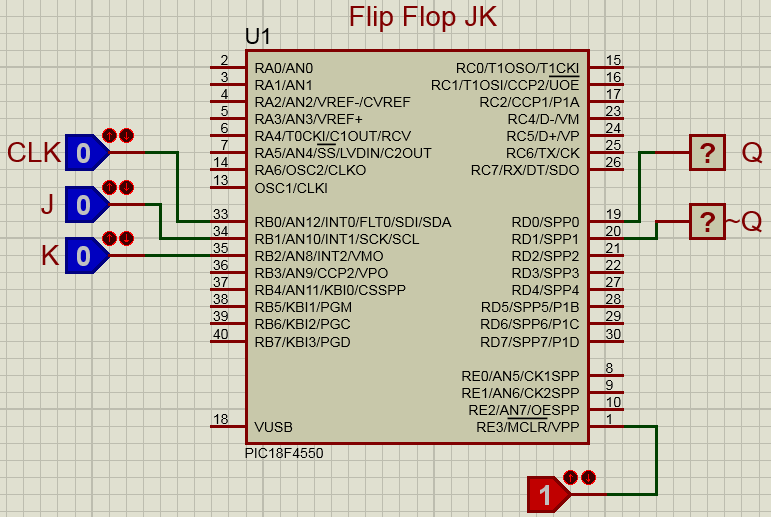 Flip Flop JK
U1
2 RA0/AN0 RC0/T1OSO/T1CKI 15
3 RA1/AN1 RC1/T1OSI/CCP2/UOE 16
4 RA2/AN2/VREF-/CVREF RC2/CCP1/P1A 17
5 RA3/AN3/VREF+ RC4/D-/VM 23
6 RA4/T0CKI/C1OUT/RCV RC5/D+/VP 24
CLK 0 7 RA5/AN4/SS/LVDIN/C2OUT RC6/TX/CK 25 ? Q
14 RA6/OSC2/CLKO RC7/RX/DT/SDO 26
13 OSC1/CLKI
J 0
33 RB0/AN12/INT0/FLT0/SDI/SDA RD0/SPP0 19 ? ~Q
34 RB1/AN10/INT1/SCK/SCL RD1/SPP1 20
K 0 35 RB2/AN8/INT2/VMO RD2/SPP2 21
36 RB3/AN9/CCP2/VPO RD3/SPP3 22
37 RB4/AN11/KBI0/CSSPP RD4/SPP4 27
38 RB5/KBI1/PGM RD5/SPP5/P1B 28
39 RB6/KBI2/PGC RD6/SPP6/P1C 29
40 RB7/KBI3/PGD RD7/SPP7/P1D 30
RE0/AN5/CK1SPP 8
RE1/AN6/CK2SPP 9
RE2/AN7/OESPP 10
18 VUSB RE3/MCLR/VPP 1
PIC18F4550
1